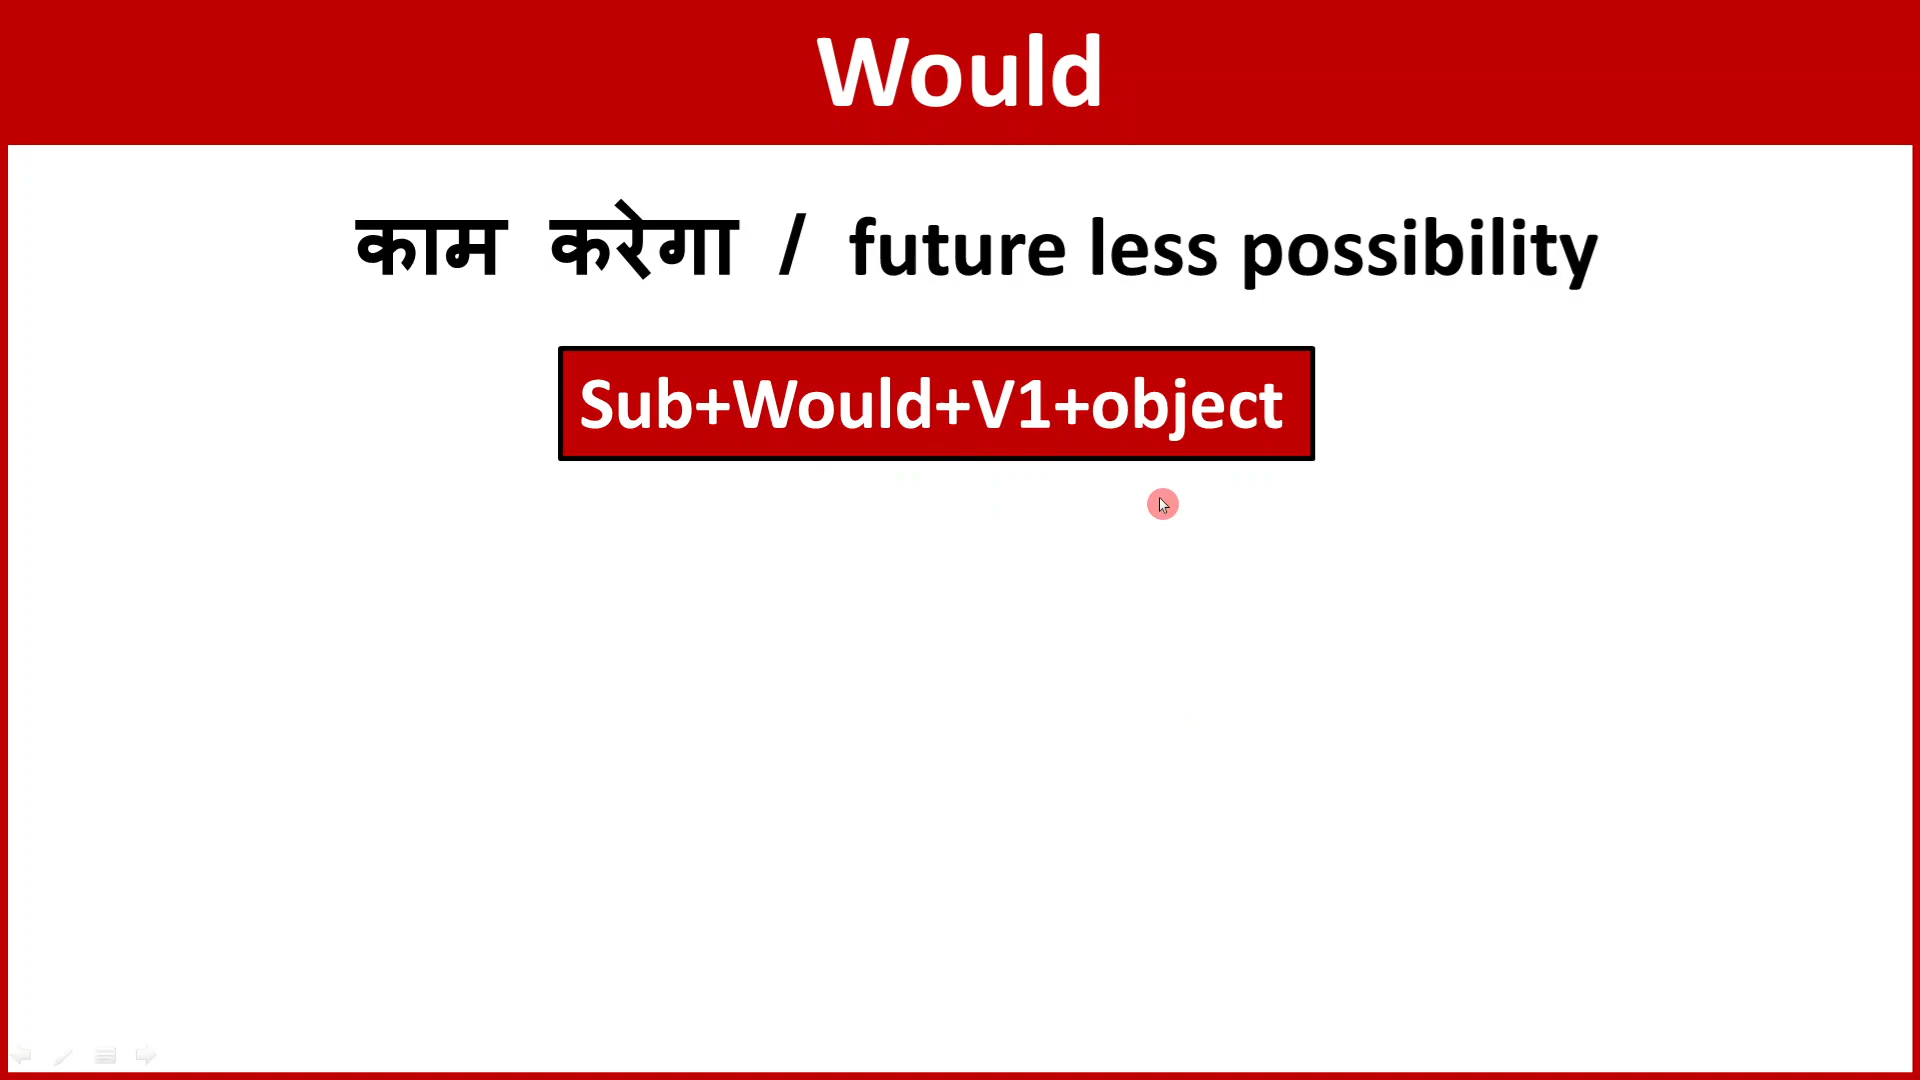 Would
काम करेगा / future less possibility
Sub+Would+V1+object